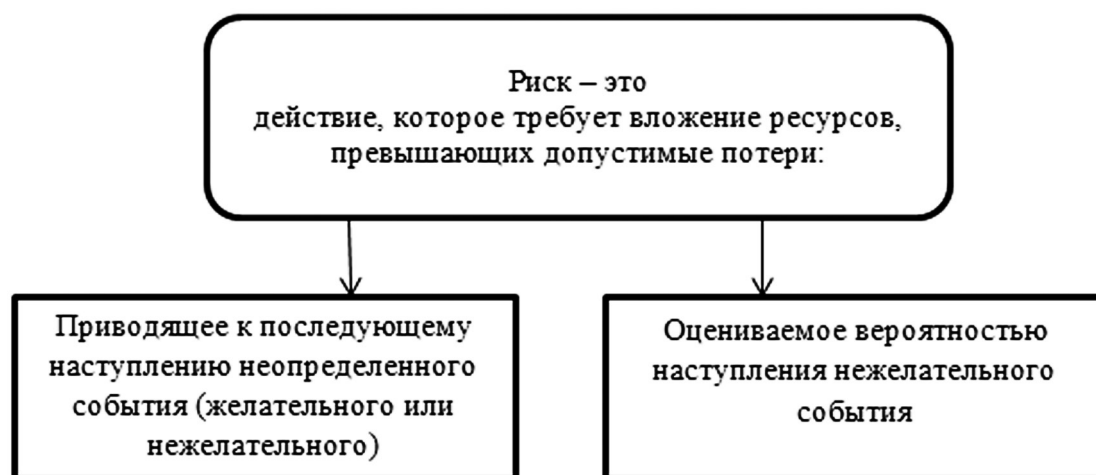 Риск – это
действие, которое требует вложение ресурсов,
превышающих допустимые потери:
Приводящее к последующему
наступлению неопределенного
события (желательного или
нежелательного)
Оцениваемое вероятностью
наступления нежелательного
события